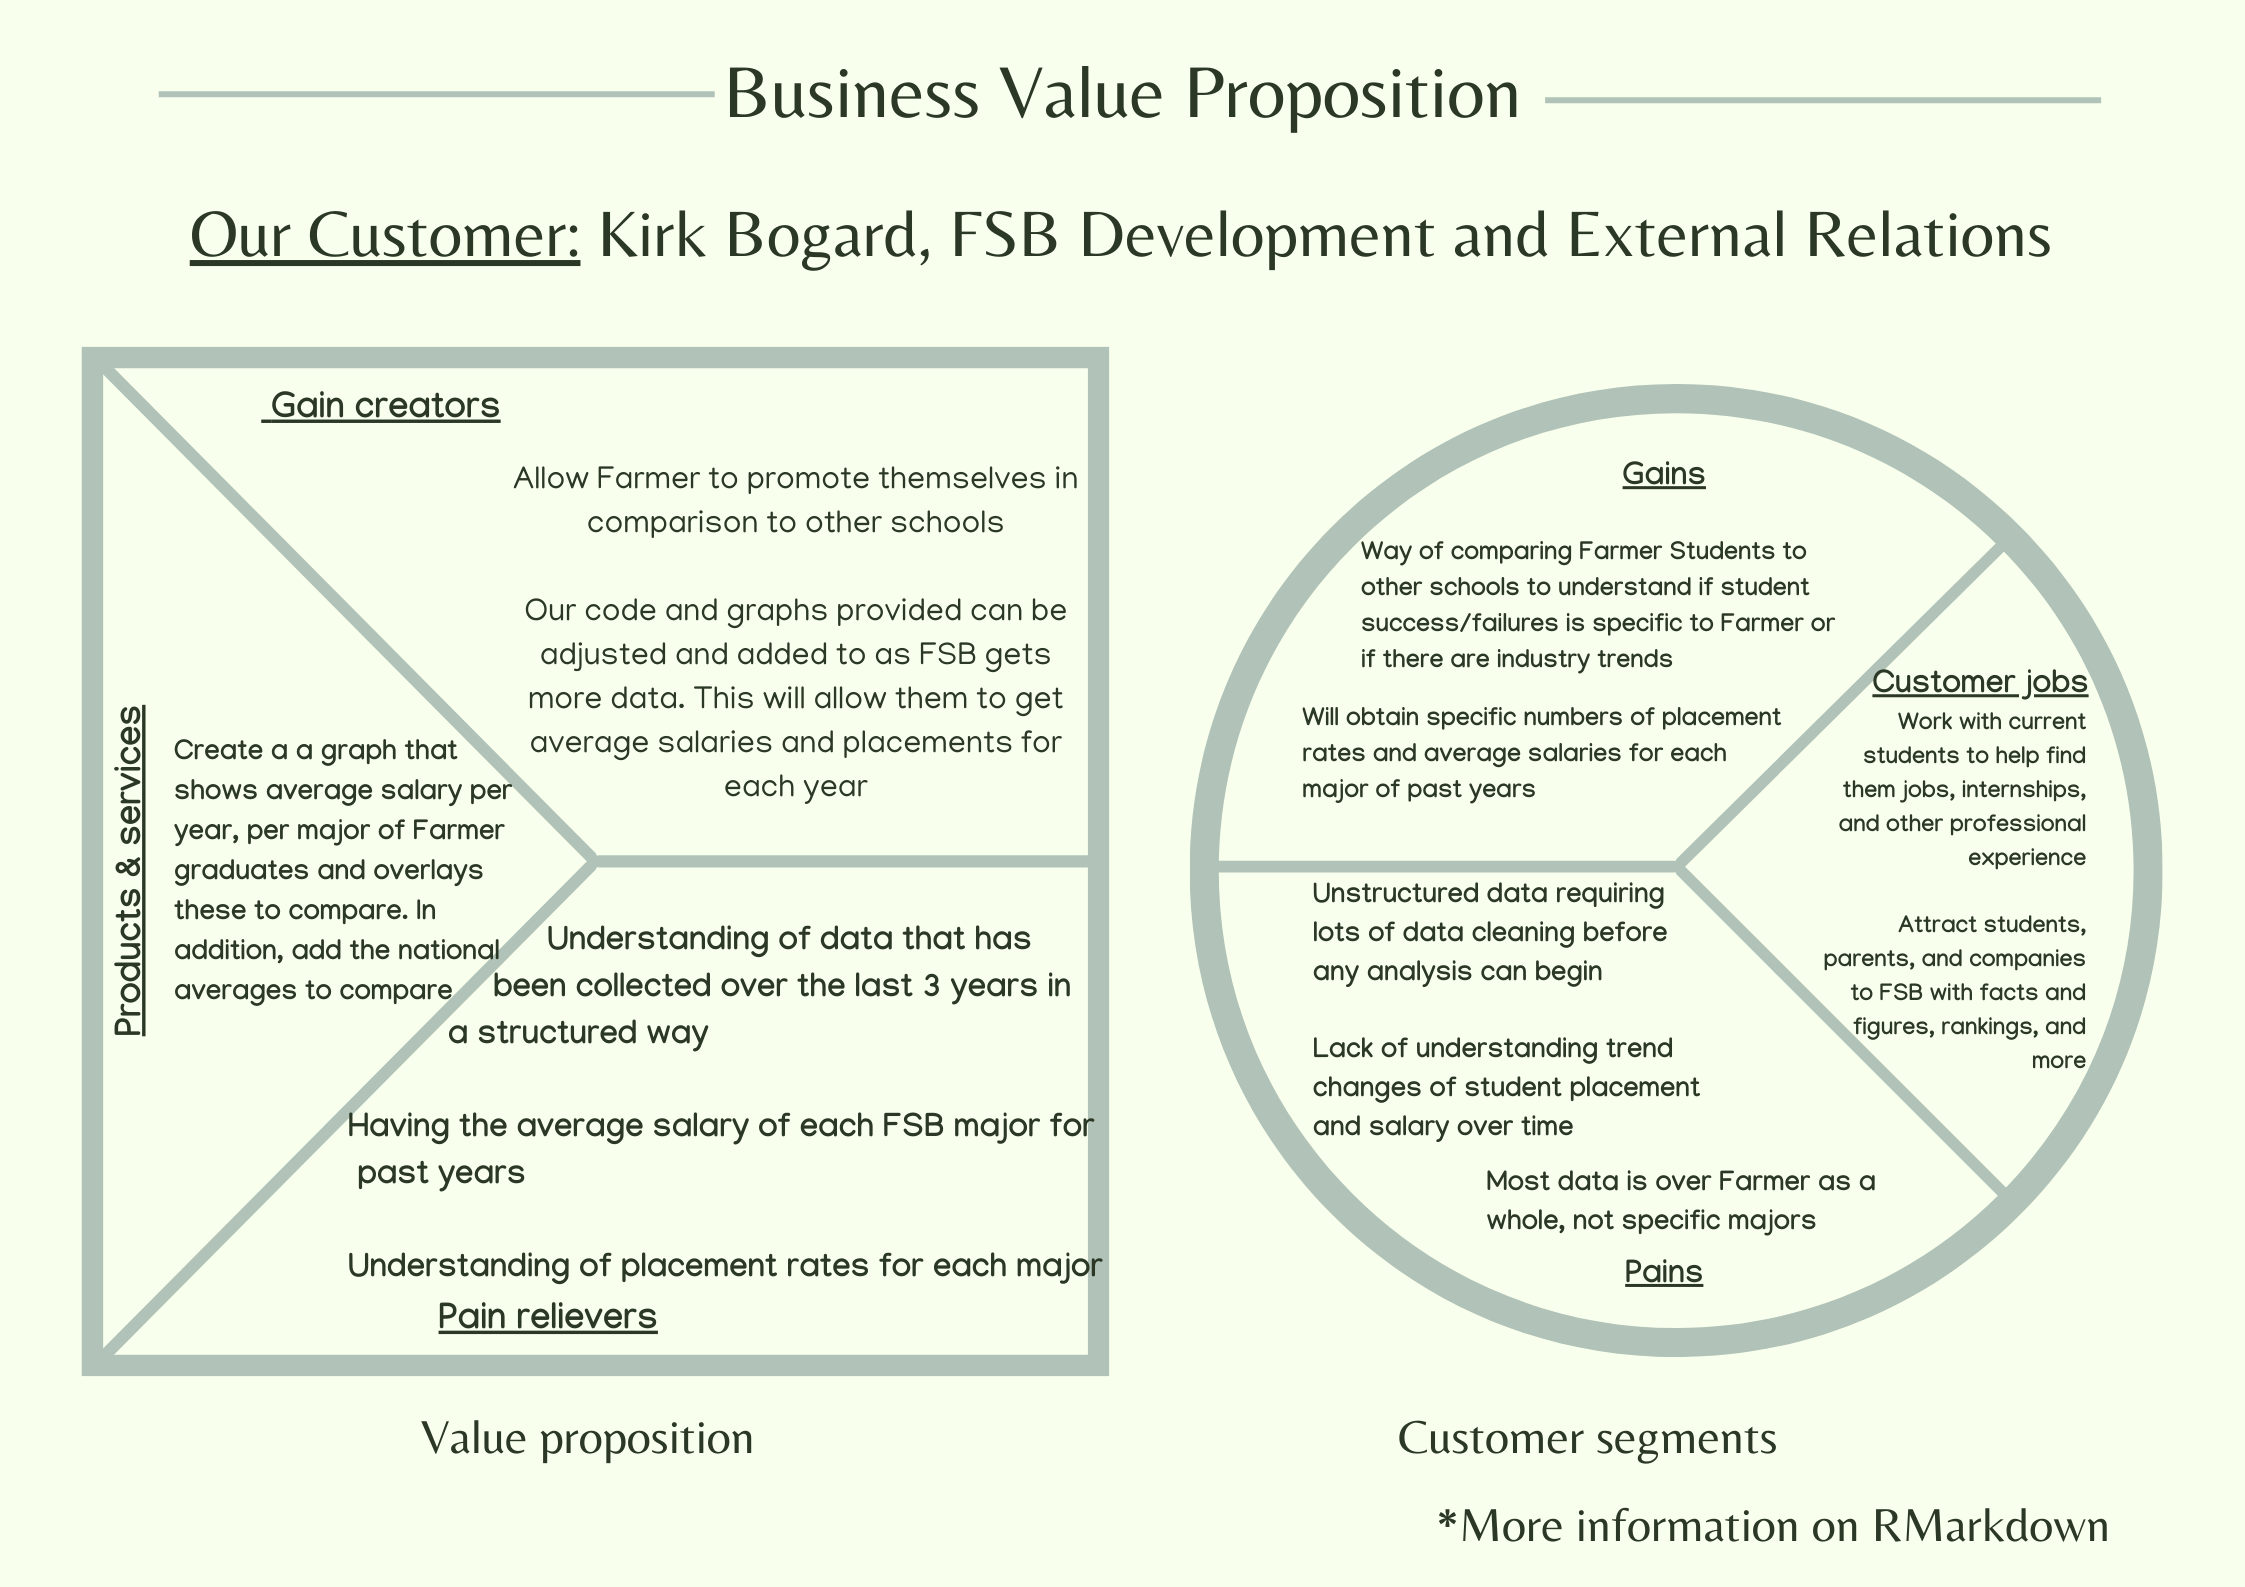 Business Value Proposition
Our Customer: Kirk Bogard, FSB Development and External Relations
Gain creators
Allow Farmer to promote themselves in
comparison to other schools
Our code and graphs provided can be
adjusted and added to as FSB gets
more data. This will allow them to get
average salaries and placements for
each year
Products & services
Create a a graph that
shows average salary per
year, per major of Farmer
graduates and overlays
these to compare. In
addition, add the national
averages to compare
Understanding of data that has
been collected over the last 3 years in
a structured way
Having the average salary of each FSB major for
past years
Understanding of placement rates for each major
Pain relievers
Value proposition
Gains
Way of comparing Farmer Students to
other schools to understand if student
success/failures is specific to Farmer or
if there are industry trends
Will obtain specific numbers of placement
rates and average salaries for each
major of past years
Customer jobs
Work with current
students to help find
them jobs, internships,
and other professional
experience
Attract students,
parents, and companies
to FSB with facts and
figures, rankings, and
more
Unstructured data requiring
lots of data cleaning before
any analysis can begin
Lack of understanding trend
changes of student placement
and salary over time
Most data is over Farmer as a
whole, not specific majors
Pains
Customer segments
*More information on RMarkdown